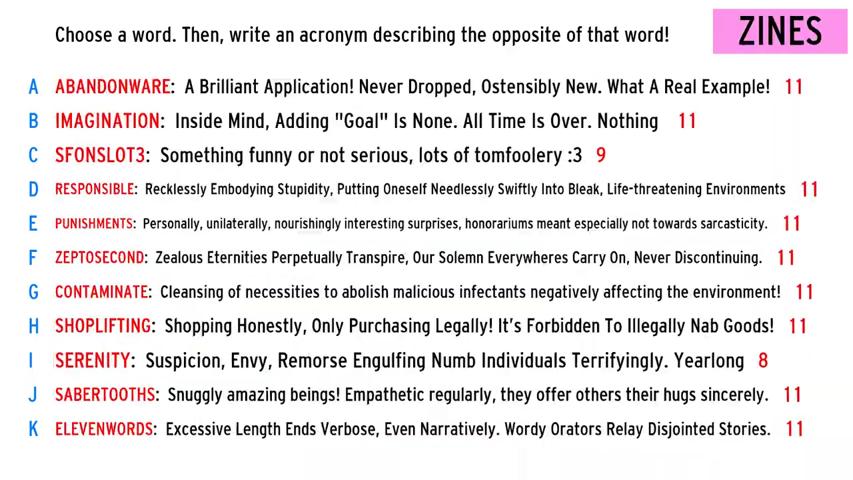 Choose a word. Then, write an acronym describing the opposite of that word!
ZINES
A ABANDONWARE: A Brilliant Application! Never Dropped, Ostensibly New. What A Real Example! 11
B IMAGINATION: Inside Mind, Adding "Goal" Is None. All Time Is Over. Nothing 11
C SFONSLOT3: Something funny or not serious, lots of tomfoolery :3 9
D RESPONSIBLE: Recklessly Embodying Stupidity, Putting Oneself Needlessly Swiftly Into Bleak, Life-threatening Environments 11
E PUNISHMENTS: Personally, unilaterally, nourishingly interesting surprises, honorariums meant especially not towards sarcasticity. 11
F ZEPTOSECOND: Zealous Eternities Perpetually Transpire, Our Solemn Everywheres Carry On, Never Discontinuing. 11
G CONTAMINATE: Cleansing of necessities to abolish malicious infectants negatively affecting the environment! 11
H SHOPLIFTING: Shopping Honestly, Only Purchasing Legally! It's Forbidden To Illegally Nab Goods! 11
I SERENITY: Suspicion, Envy, Remorse Engulfing Numb Individuals Terrifyingly. Yearlong 8
J SABERTOOTHS: Snuggly amazing beings! Empathetic regularly, they offer others their hugs sincerely. 11
K ELEVENWORDS: Excessive Length Ends Verbose, Even Narratively. Wordy Orators Relay Disjointed Stories. 11